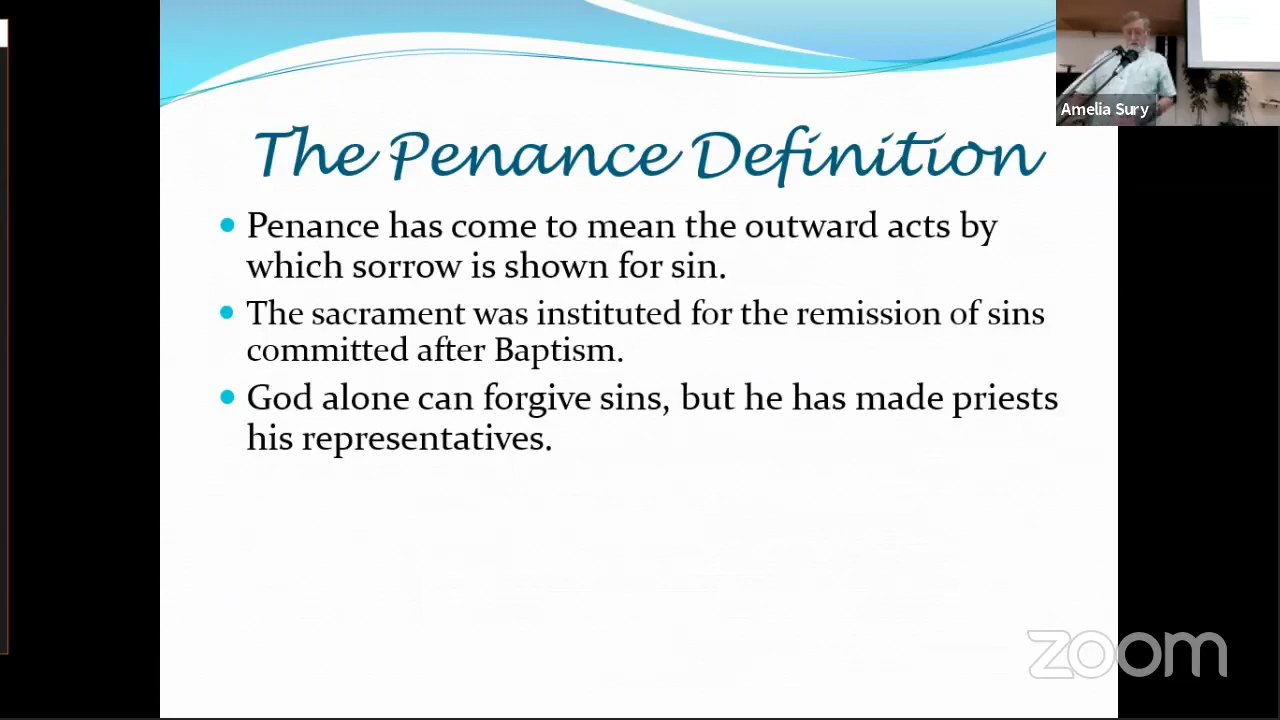 The Penance Definition
Penance has come to mean the outward acts by
which sorrow is shown for sin.
The sacrament was instituted for the remission of sins
committed after Baptism.
God alone can forgive sins, but he has made priests
his representatives.
Amelia Sury
zoom